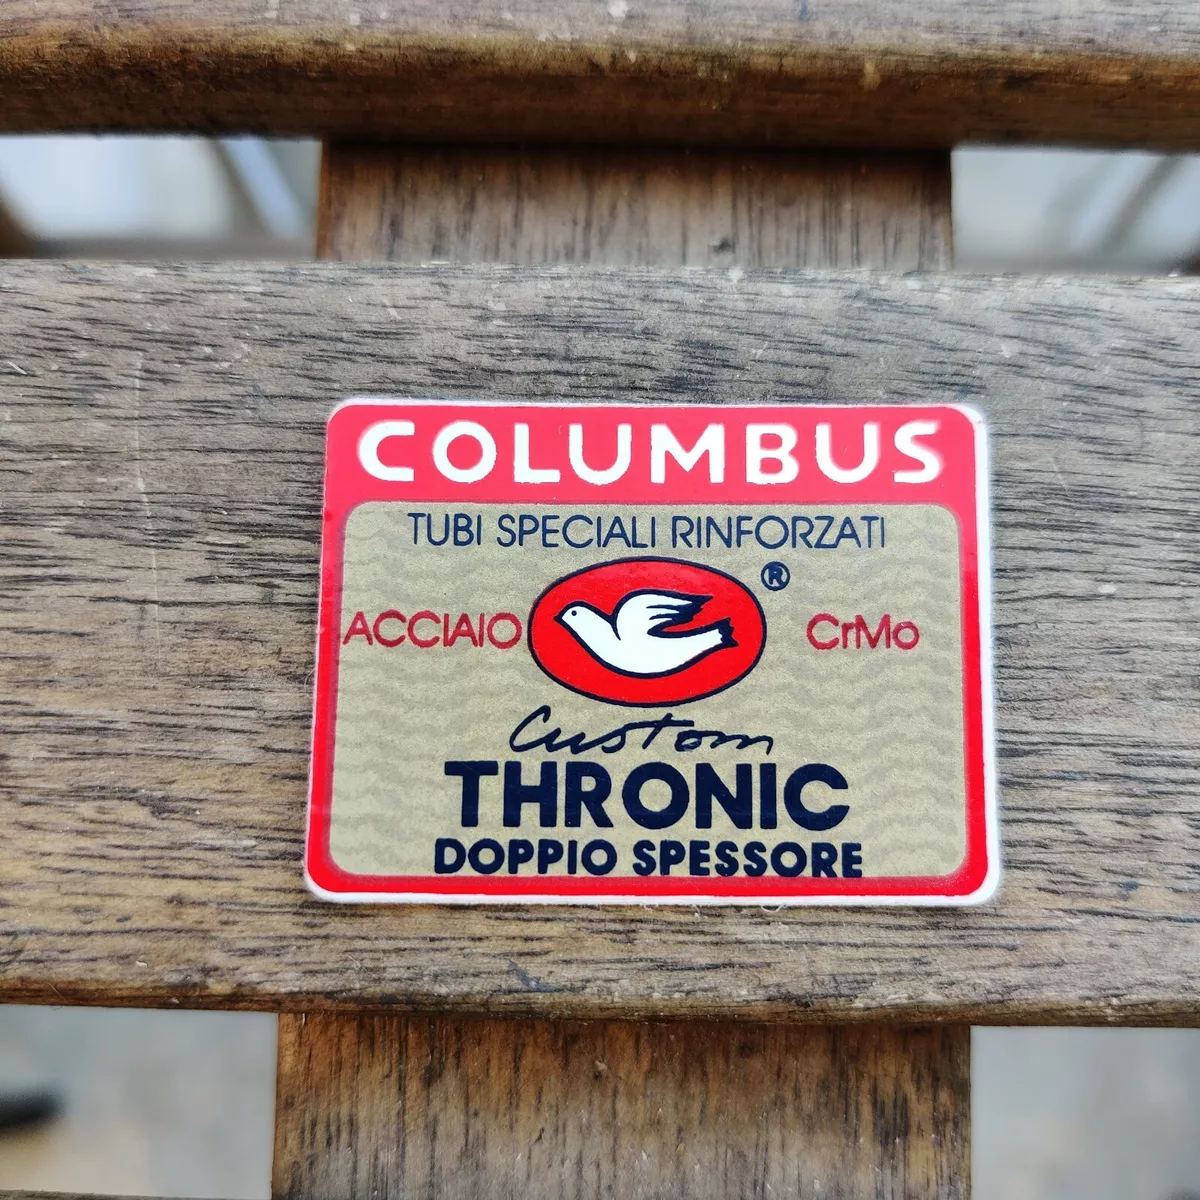 COLUMBUS
TUBI SPECIALI RINFORZATI
®
ACCIAIO CrMo
Custom
THRONIC
DOPPIO SPESSORE